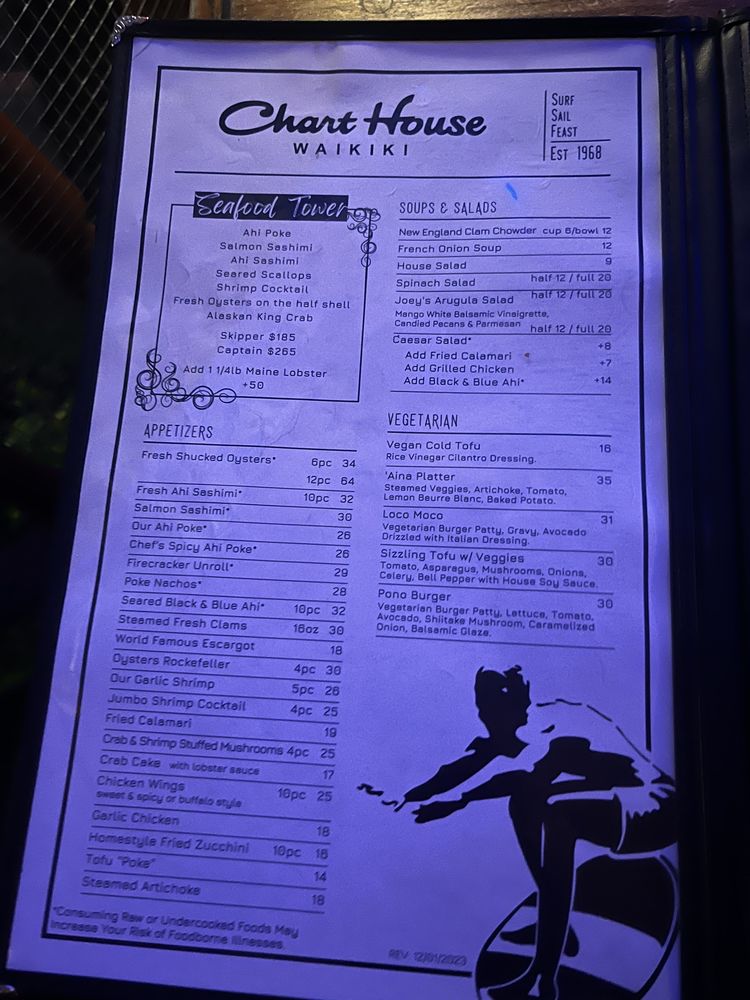 Chart House
WAIKIKI
SURF
SAIL
FEAST
EST 1968
Seafood Tower
Ahi Poke
Salmon Sashimi
Ahi Sashimi
Seared Scallops
Shrimp Cocktail
Fresh Oysters on the half shell
Alaskan King Crab
Skipper $185
Captain $265
Add 1 1/4lb Maine Lobster
+50
APPETIZERS
Fresh Shucked Oysters* 6pc 34
12pc 64
Fresh Ahi Sashimi* 10pc 32
Salmon Sashimi* 30
Our Ahi Poke* 26
Chef's Spicy Ahi Poke* 26
Firecracker Unroll* 29
Poke Nachos* 28
Seared Black & Blue Ahi* 10pc 32
Steamed Fresh Clams 16oz 30
World Famous Escargot 18
Oysters Rockefeller 4pc 30
Our Garlic Shrimp 5pc 26
Jumbo Shrimp Cocktail 4pc 25
Fried Calamari 19
Crab & Shrimp Stuffed Mushrooms 4pc 25
Crab Cake with lobster sauce 17
Chicken Wings 10pc 25
sweet & spicy or buffalo style
Garlic Chicken 18
Homestyle Fried Zucchini 10pc 16
Tofu "Poke" 14
Steamed Artichoke 18
*Consuming Raw or Undercooked Foods May
Increase Your Risk of Foodborne Illnesses.
SOUPS & SALADS
New England Clam Chowder cup 6/bowl 12
French Onion Soup 12
House Salad 9
Spinach Salad half 12 / full 20
Joey's Arugula Salad half 12 / full 20
Mango White Balsamic Vinaigrette,
Candied Pecans & Parmesan
Caesar Salad* half 12 / full 20
Add Fried Calamari +8
Add Grilled Chicken +7
Add Black & Blue Ahi* +14
VEGETARIAN
Vegan Cold Tofu 16
Rice Vinegar Cilantro Dressing.
'Aina Platter 35
Steamed Veggies, Artichoke, Tomato,
Lemon Beurre Blanc, Baked Potato.
Loco Moco 31
Vegetarian Burger Patty, Gravy, Avocado
Drizzled with Italian Dressing.
Sizzling Tofu w/ Veggies 30
Tomato, Asparagus, Mushrooms, Onions,
Celery, Bell Pepper with House Soy Sauce.
Pono Burger 30
Vegetarian Burger Patty, Lettuce, Tomato,
Avocado, Shiitake Mushroom, Caramelized
Onion, Balsamic Glaze.
REV: 12/01/2023